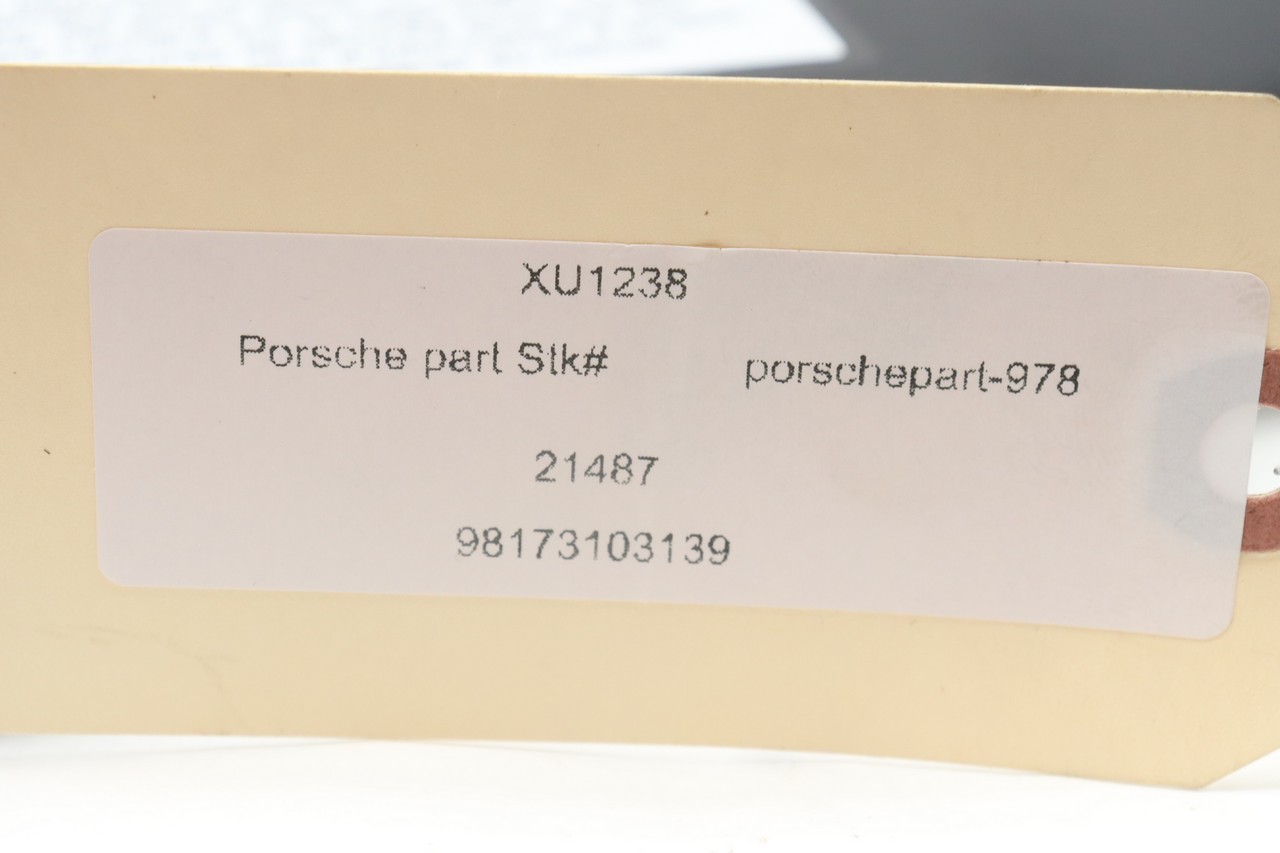 XU1238
Porsche part Stk# porschepart-978
21487
98173103139